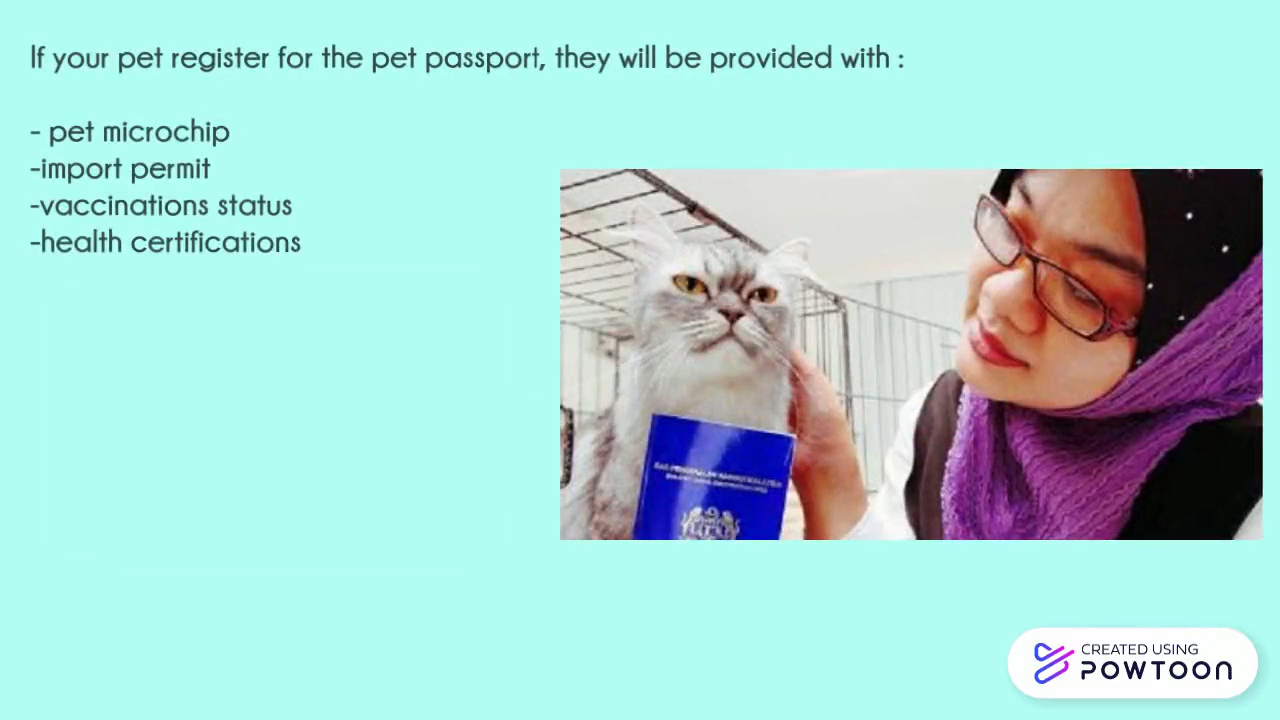 If your pet register for the pet passport, they will be provided with :
- pet microchip
-import permit
-vaccinations status
-health certifications
CREATED USING
POWTOON